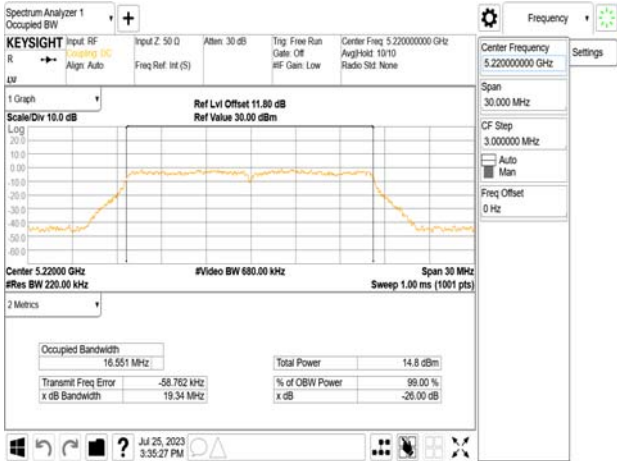 Spectrum Analyzer 1
Occupied BW
KEYSIGHT
R
Input: RF
Coupling: DC
Align: Auto
Input Z: 50 Ω
Freq Ref: Int (S)
Atten: 30 dB
Trig: Free Run
Gate: Off
#IF Gain: Low
Center Freq: 5.220000000 GHz
Avg|Hold: 10/10
Radio Std: None
1 Graph
Scale/Div 10.0 dB
Ref Lvl Offset 11.80 dB
Ref Value 30.00 dBm
Log
20.0
10.0
0.00
-10.0
-20.0
-30.0
-40.0
-50.0
-60.0
Center 5.22000 GHz
#Res BW 220.00 kHz
#Video BW 680.00 kHz
Span 30 MHz
Sweep 1.00 ms (1001 pts)
2 Metrics
Occupied Bandwidth
16.551 MHz
Total Power 14.8 dBm
Transmit Freq Error -58.762 kHz
% of OBW Power 99.00 %
x dB Bandwidth 19.34 MHz
x dB -26.00 dB
Jul 25, 2023
3:35:27 PM
Frequency
Settings
Center Frequency
5.220000000 GHz
Span
30.000 MHz
CF Step
3.000000 MHz
Auto
Man
Freq Offset
0 Hz